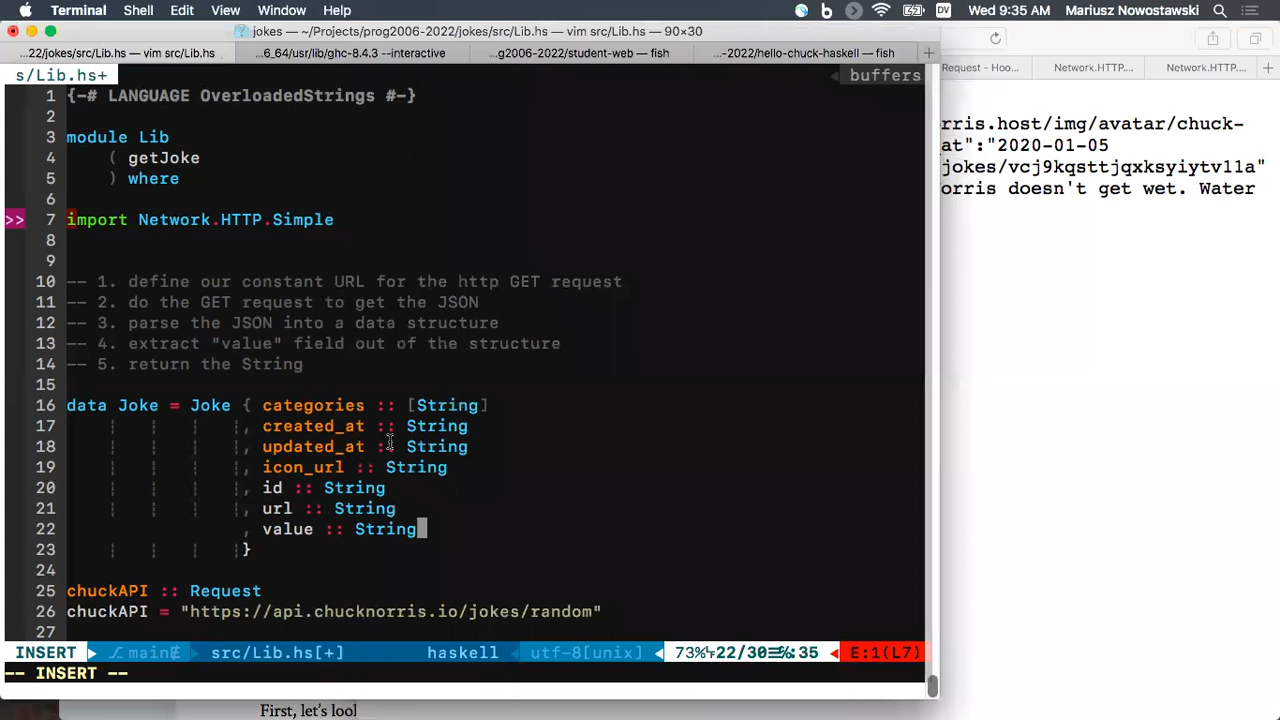 Terminal Shell Edit View Window Help DV Wed 9:35 AM Mariusz Nowostawski
jokes — ~/Projects/prog2006-2022/jokes/src/Lib.hs — vim src/Lib.hs — 90×30
...22/jokes/src/Lib.hs — vim src/Lib.hs ...6_64/usr/lib/ghc-8.4.3 --interactive ...g2006-2022/student-web — fish ...-2022/hello-chuck-haskell — fish +
s/Lib.hs+ buffers
1 {-# LANGUAGE OverloadedStrings #-}
2
3 module Lib
4 ( getJoke
5 ) where
6
>> 7 import Network.HTTP.Simple
8
9
10 -- 1. define our constant URL for the http GET request
11 -- 2. do the GET request to get the JSON
12 -- 3. parse the JSON into a data structure
13 -- 4. extract "value" field out of the structure
14 -- 5. return the String
15
16 data Joke = Joke { categories :: [String]
17 , created_at :: String
18 , updated_at :: String
19 , icon_url :: String
20 , id :: String
21 , url :: String
22 , value :: String
23 }
24
25 chuckAPI :: Request
26 chuckAPI = "https://api.chucknorris.io/jokes/random"
27
INSERT main src/Lib.hs[+] haskell utf-8[unix] 73% 22/30 35 E:1(L7)
-- INSERT --
Request - Hoo... Network.HTTP.... Network.HTTP.... +
rris.host/img/avatar/chuck-
at":"2020-01-05
jokes/vcj9kqsttjqxksyiytv11a"
orris doesn't get wet. Water
First, let's lool